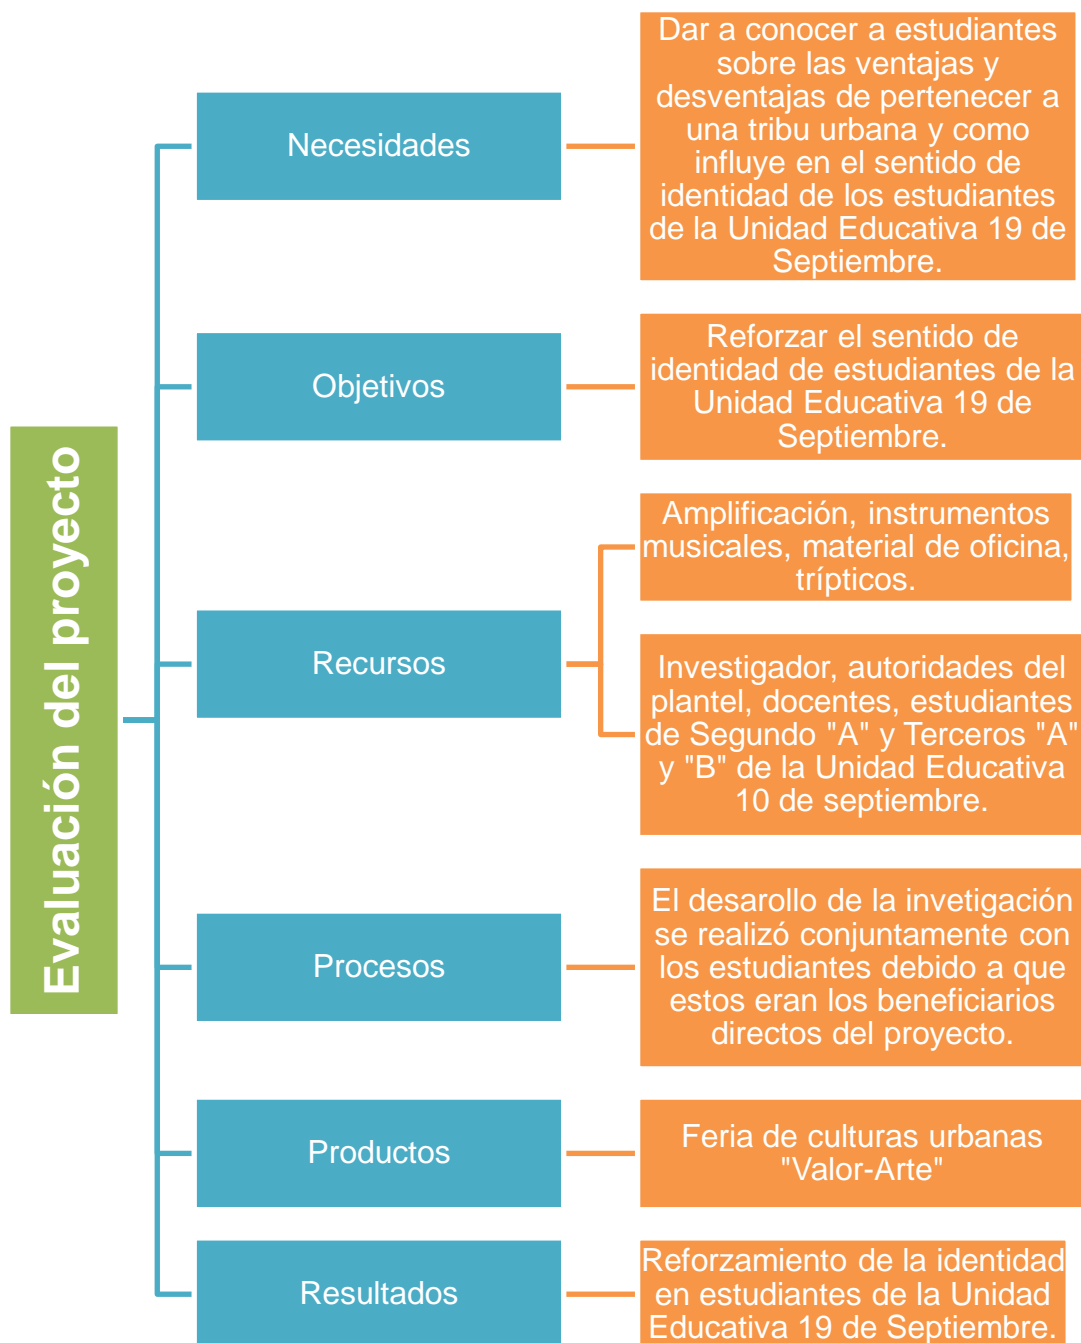 Evaluación del proyecto
Necesidades
Dar a conocer a estudiantes
sobre las ventajas y
desventajas de pertenecer a
una tribu urbana y como
influye en el sentido de
identidad de los estudiantes
de la Unidad Educativa 19 de
Septiembre.
Objetivos
Reforzar el sentido de
identidad de estudiantes de la
Unidad Educativa 19 de
Septiembre.
Recursos
Amplificación, instrumentos
musicales, material de oficina,
trípticos.
Investigador, autoridades del
plantel, docentes, estudiantes
de Segundo "A" y Terceros "A"
y "B" de la Unidad Educativa
10 de septiembre.
Procesos
El desarollo de la invetigación
se realizó conjuntamente con
los estudiantes debido a que
estos eran los beneficiarios
directos del proyecto.
Productos
Feria de culturas urbanas
"Valor-Arte"
Resultados
Reforzamiento de la identidad
en estudiantes de la Unidad
Educativa 19 de Septiembre.